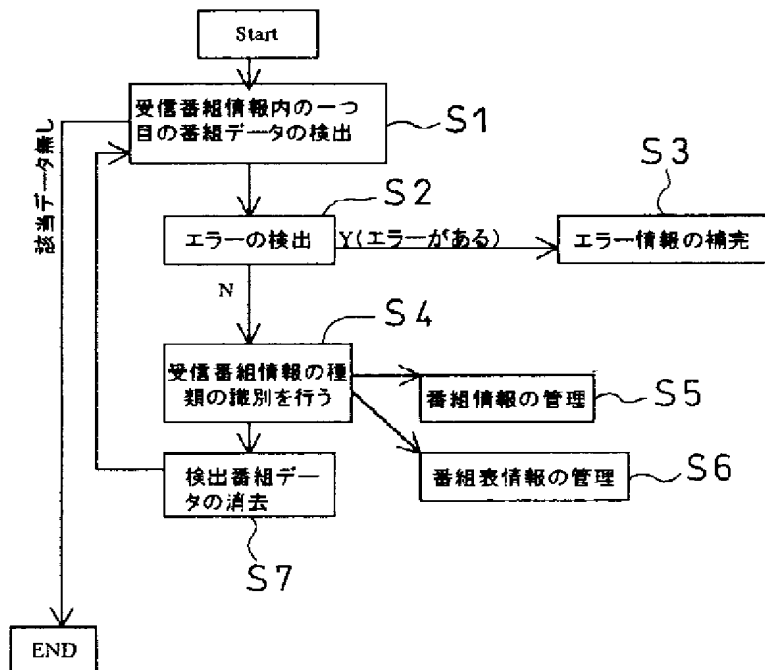 Start
受信番組情報内の一つ
目の番組データの検出
S1
該当データ無し
S2
エラーの検出
Y(エラーがある)
S3
エラー情報の補完
N
S4
受信番組情報の種
類の識別を行う
番組情報の管理
S5
番組表情報の管理
S6
検出番組デー
タの消去
S7
END